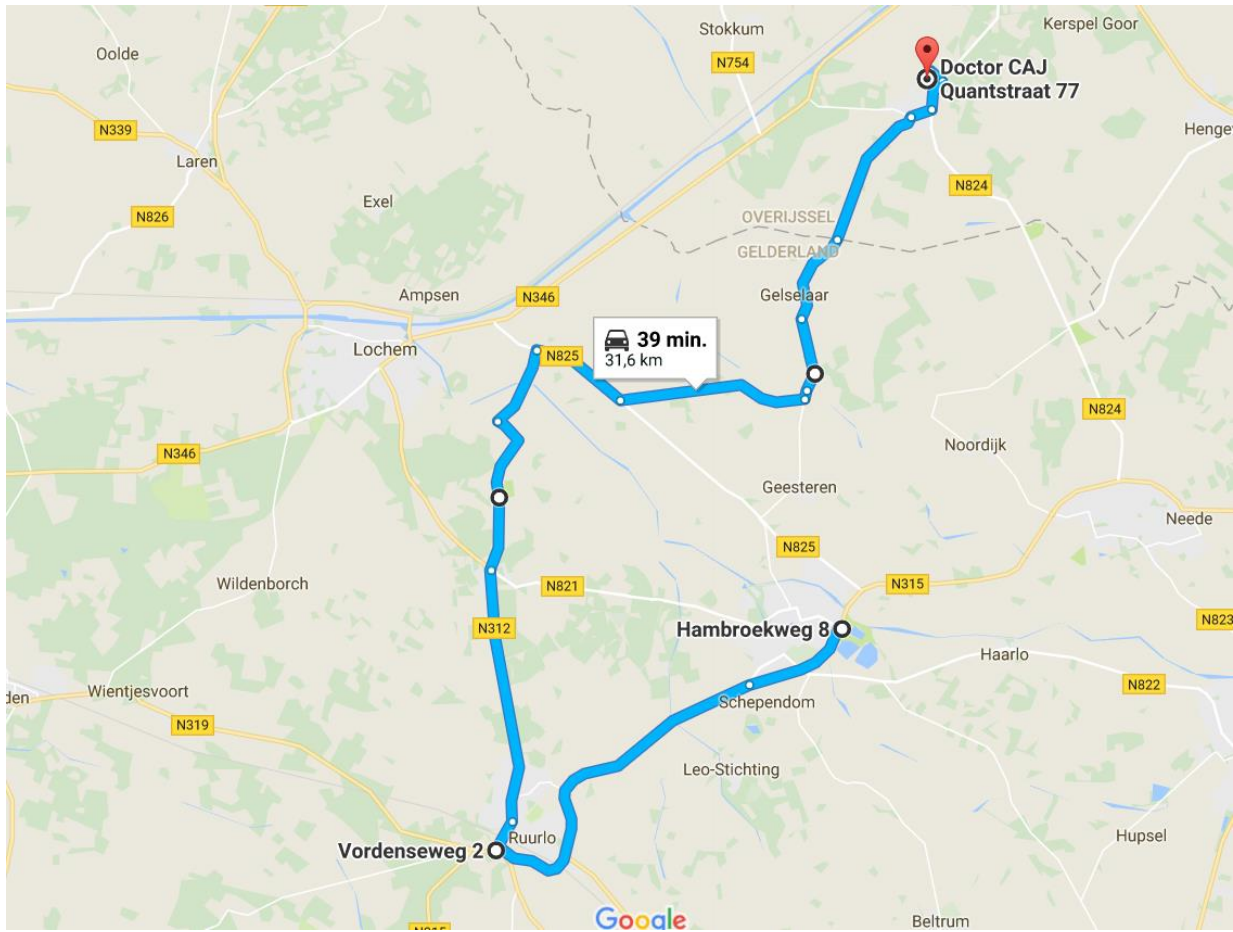 Stokkum
Kerspel Goor
Oolde
N754
Doctor CAJ
Quantstraat 77
N339
Laren
Henge
N824
Exel
N826
OVERIJSSEL
GELDERLAND
Ampsen
N346
Gelselaar
39 min.
31,6 km
Lochem
N825
N824
Noordijk
N346
Geesteren
Neede
N825
Wildenborch
N821
N315
N312
Hambroekweg 8
N823
Haarlo
den
Wientjesvoort
N822
N319
Schependom
Leo-Stichting
Ruurlo
Hupsel
Vordenseweg 2
Google
Beltrum